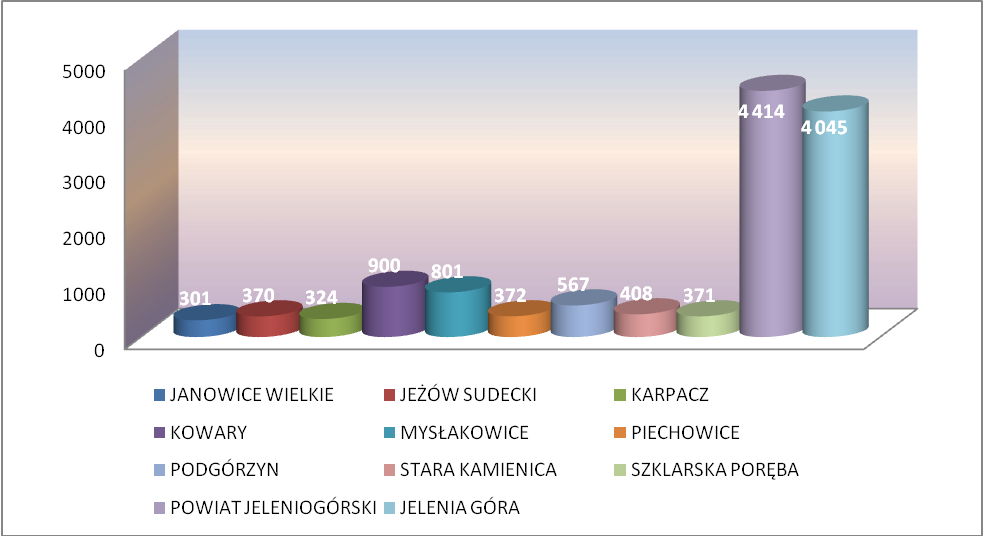 5000
4000
3000
2000
1000
0
301
370
324
900
801
372
567
408
371
4 414
4 045
JANOWICE WIELKIE
JEŻÓW SUDECKI
KARPACZ
KOWARY
MYSŁAKOWICE
PIECHOWICE
PODGÓRZYN
STARA KAMIENICA
SZKLARSKA PORĘBA
POWIAT JELENIOGÓRSKI
JELENIA GÓRA